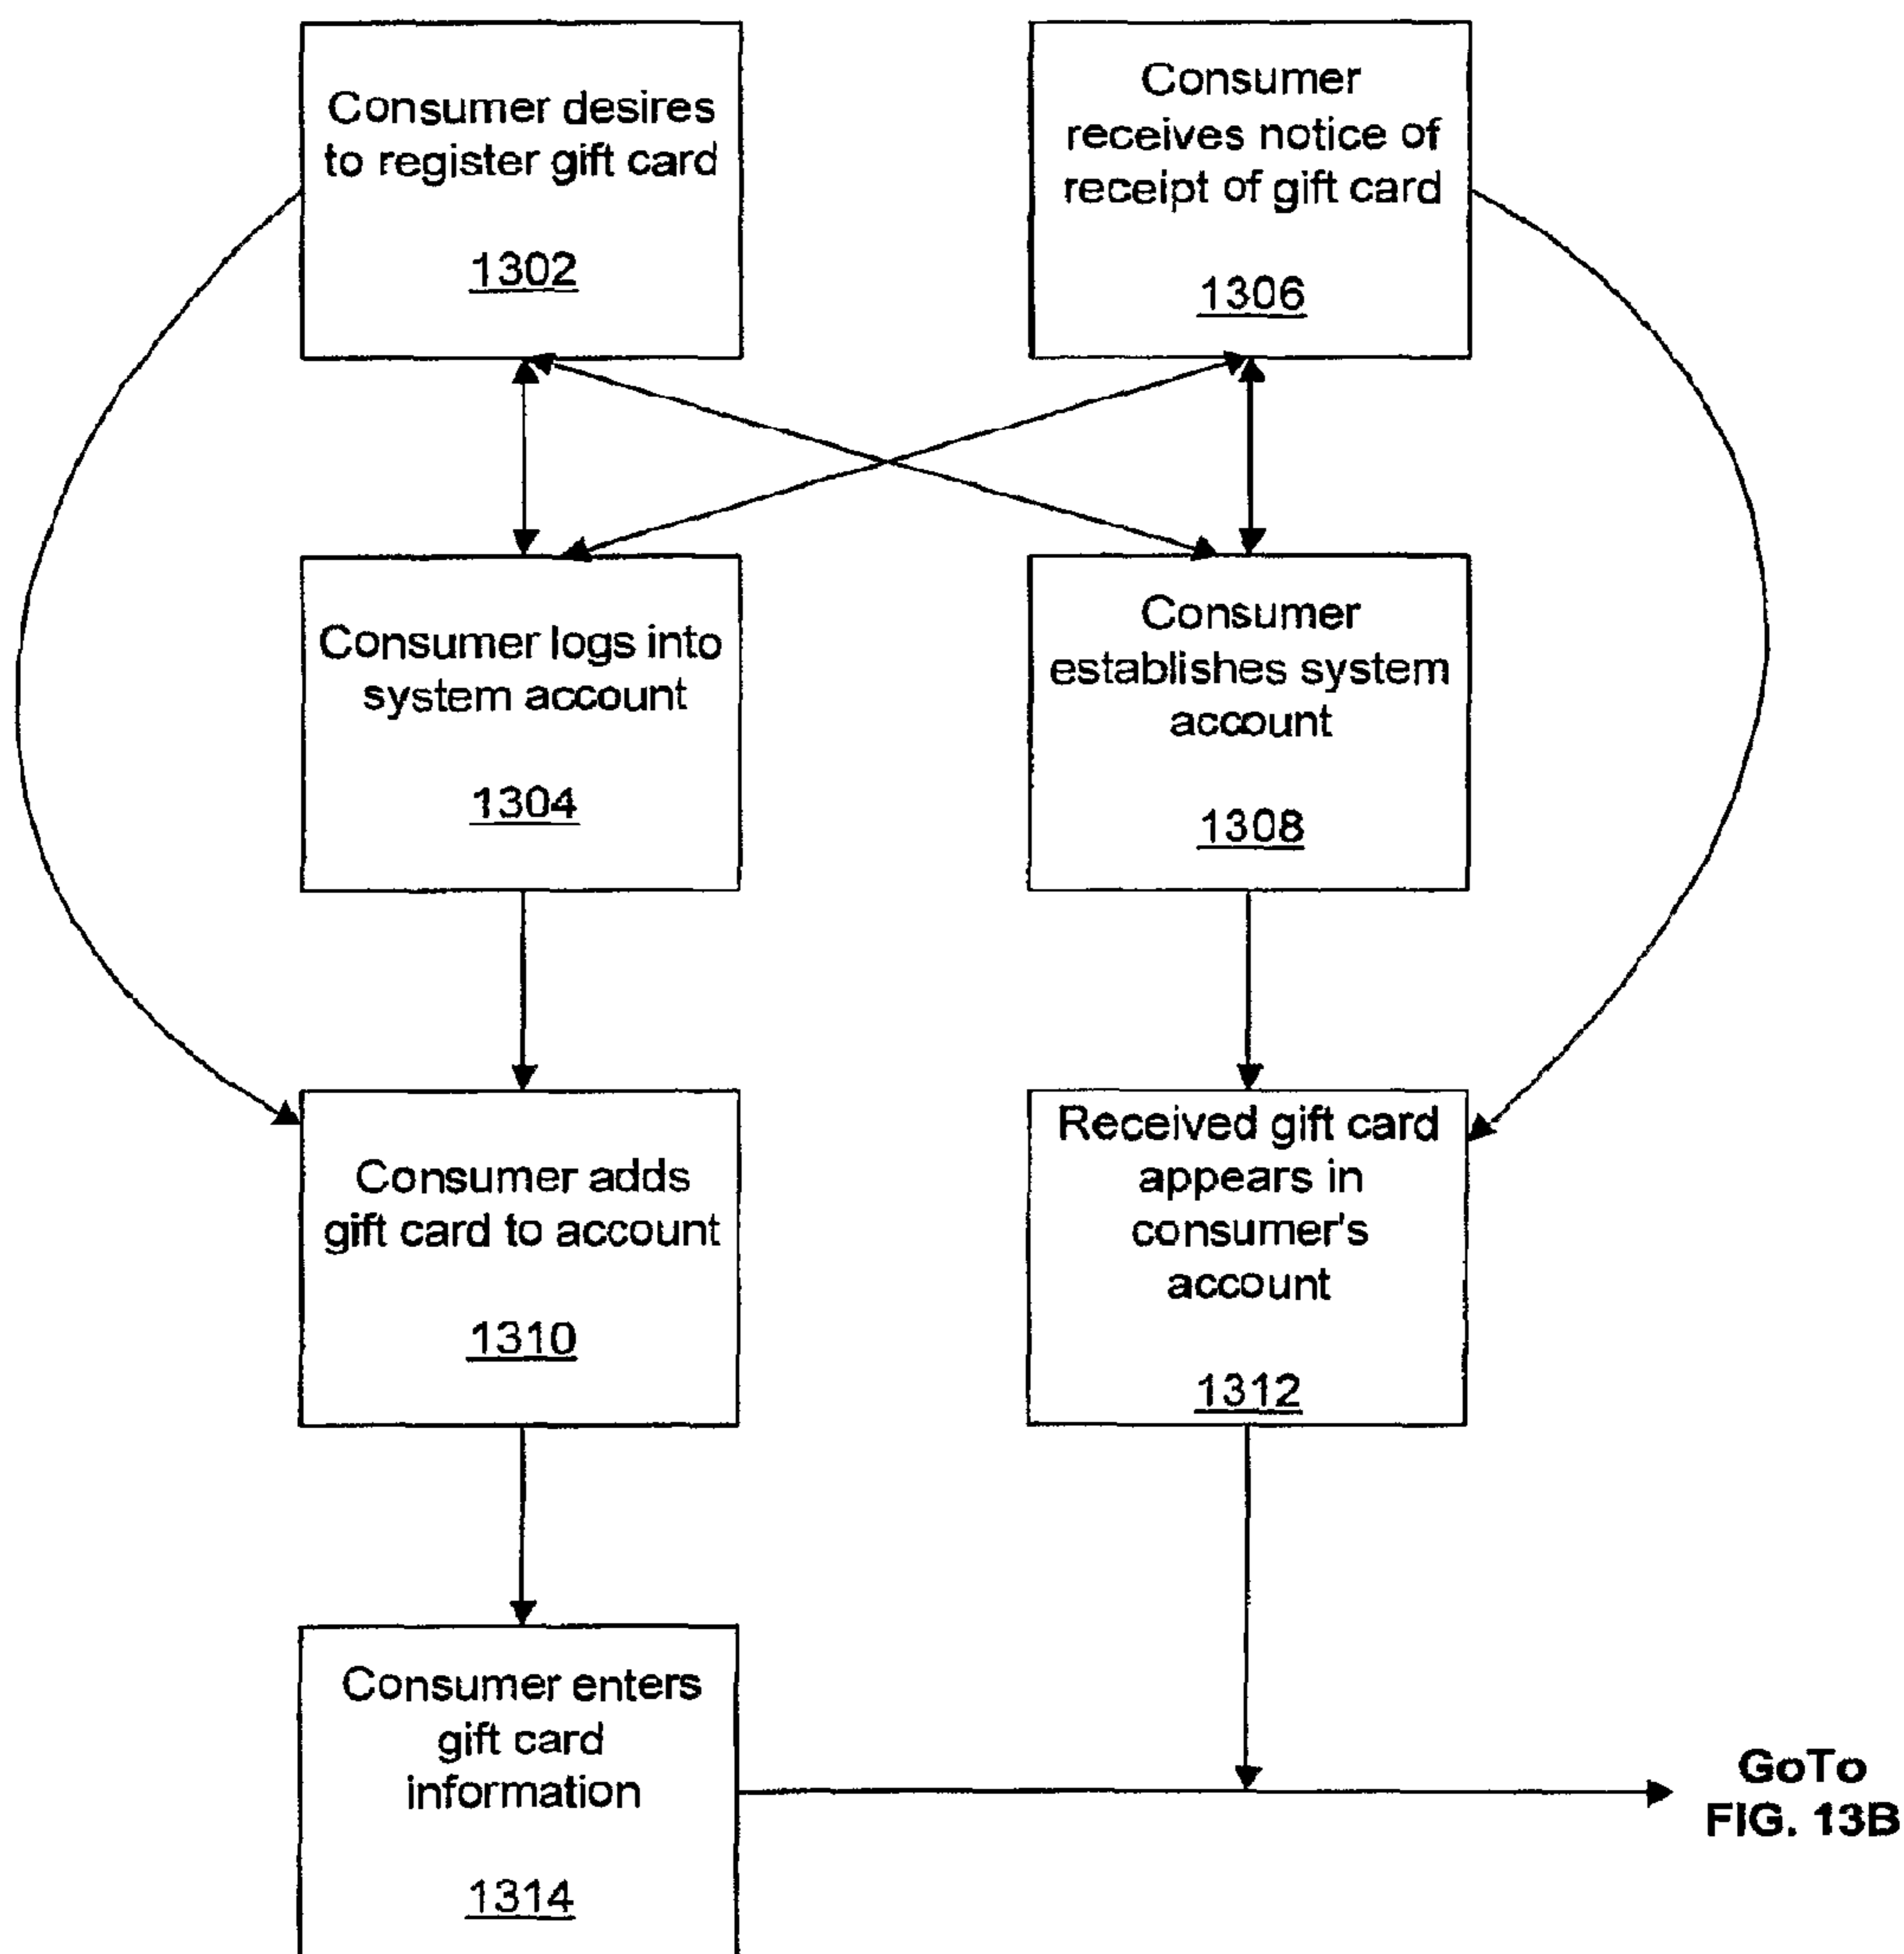 Consumer desires
to register gift card
1302
Consumer
receives notice of
receipt of gift card
1306
Consumer logs into
system account
1304
Consumer
establishes system
account
1308
Consumer adds
gift card to account
1310
Received gift card
appears in
consumer's
account
1312
Consumer enters
gift card
information
1314
GoTo
FIG. 13B